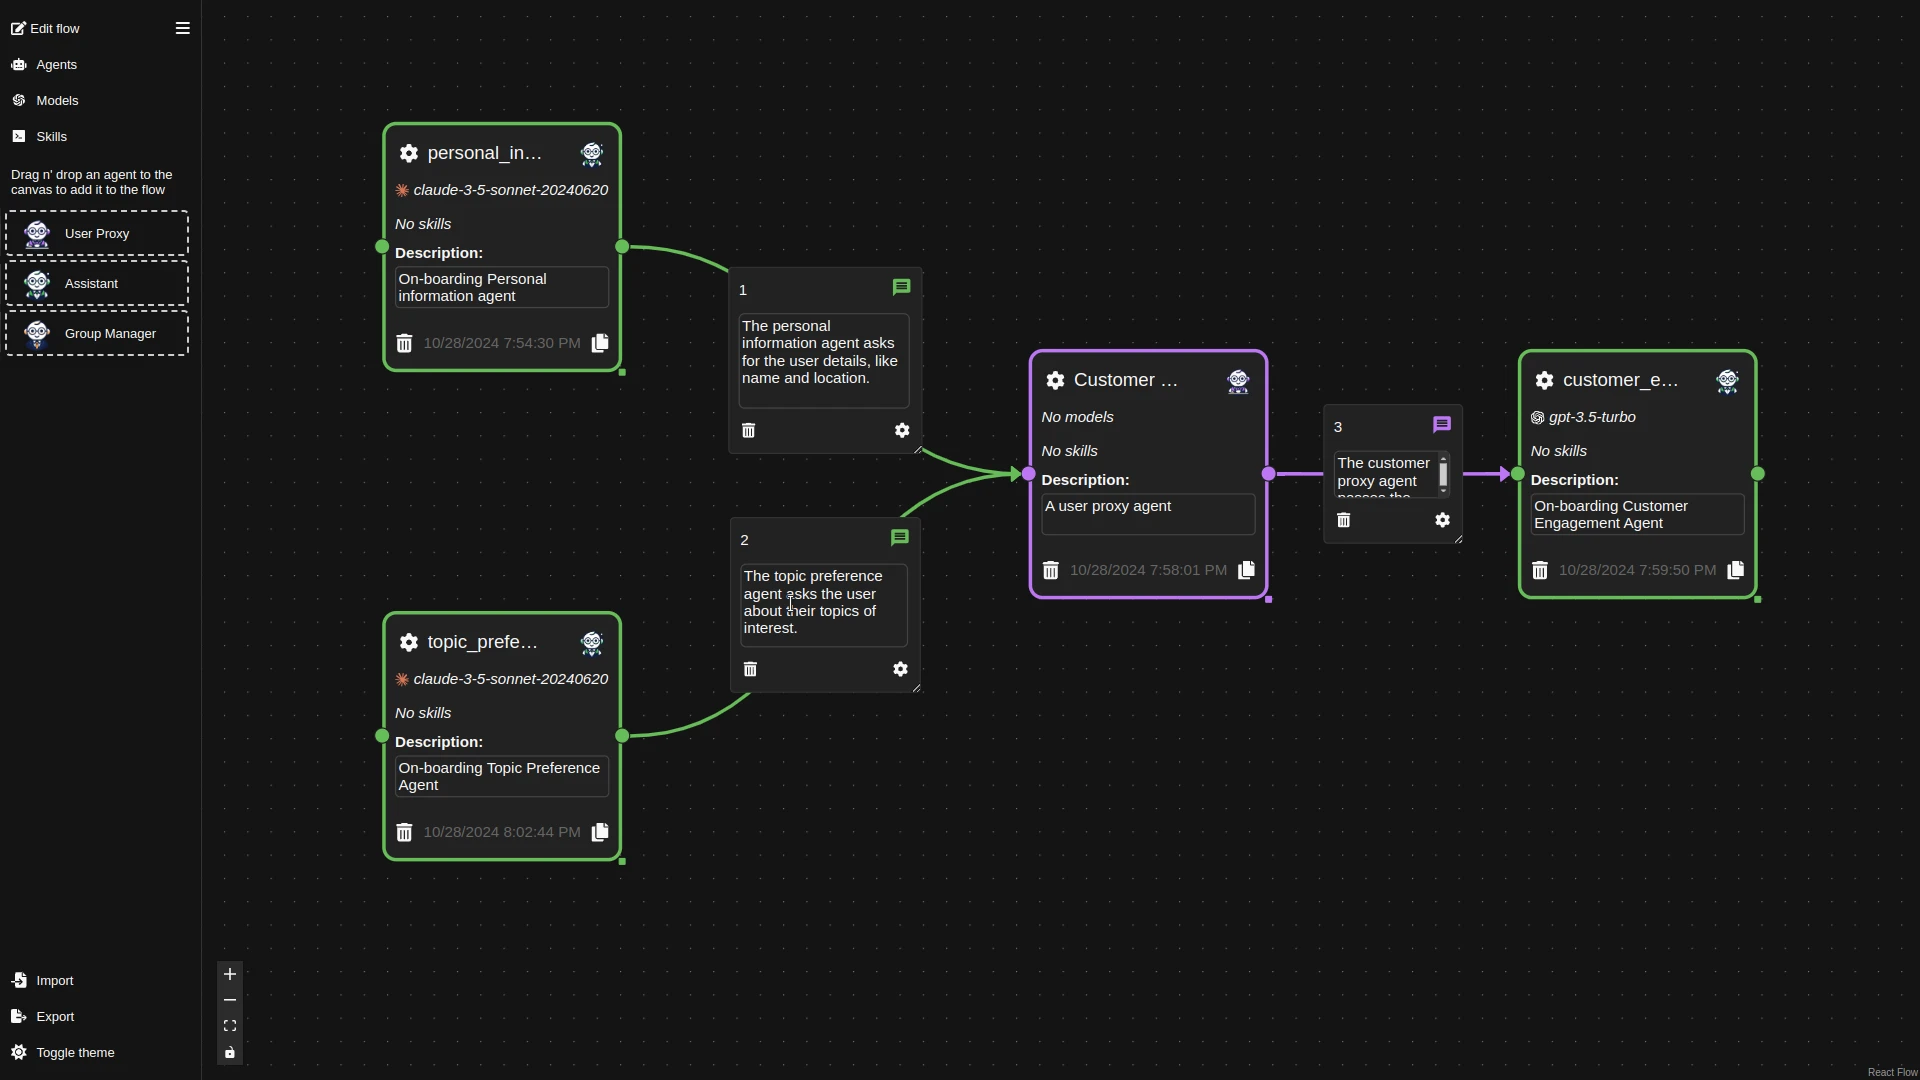 Edit flow
Agents
Models
Skills
Drag n' drop an agent to the
canvas to add it to the flow
User Proxy
Assistant
Group Manager
Import
Export
Toggle theme
personal_in…
claude-3-5-sonnet-20240620
No skills
Description:
On-boarding Personal
information agent
10/28/2024 7:54:30 PM
topic_prefe…
claude-3-5-sonnet-20240620
No skills
Description:
On-boarding Topic Preference
Agent
10/28/2024 8:02:44 PM
1
The personal
information agent asks
for the user details, like
name and location.
2
The topic preference
agent asks the user
about their topics of
interest.
Customer …
No models
No skills
Description:
A user proxy agent
10/28/2024 7:58:01 PM
3
The customer
proxy agent
passes the
customer_e…
gpt-3.5-turbo
No skills
Description:
On-boarding Customer
Engagement Agent
10/28/2024 7:59:50 PM
React Flow